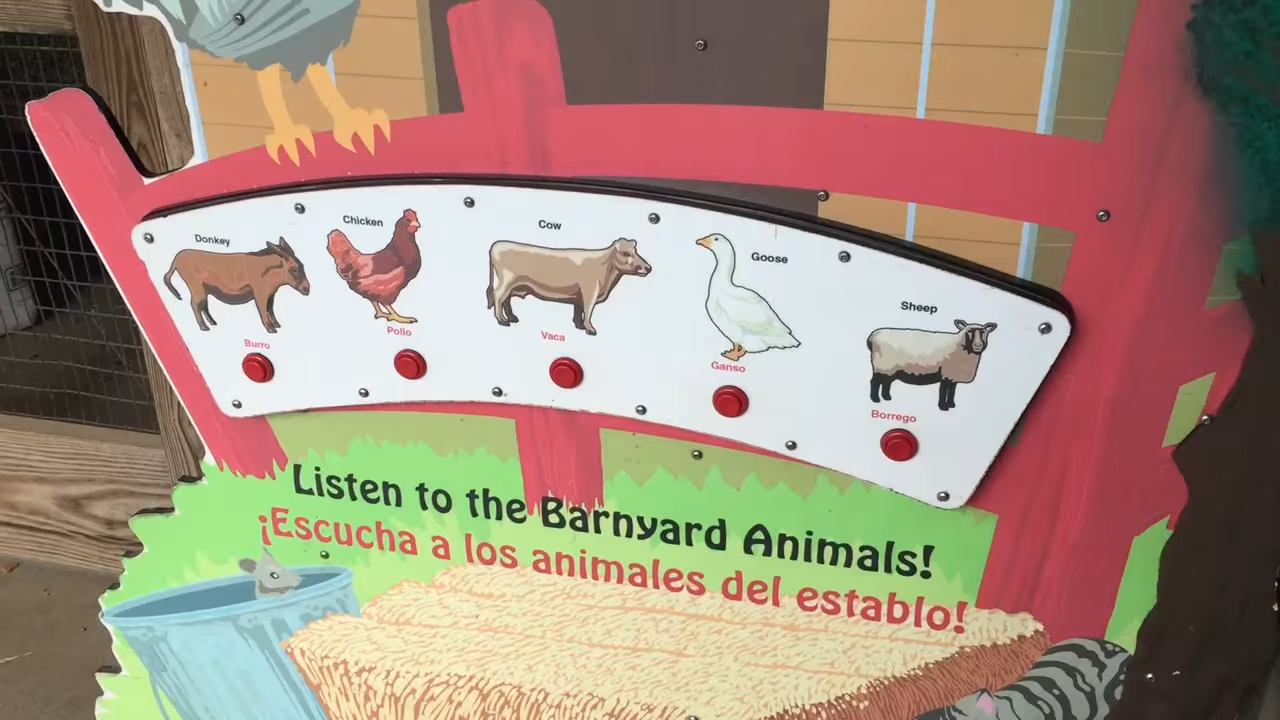 Donkey
Burro
Chicken
Pollo
Cow
Vaca
Goose
Ganso
Sheep
Borrego
Listen to the Barnyard Animals!
¡Escucha a los animales del establo!